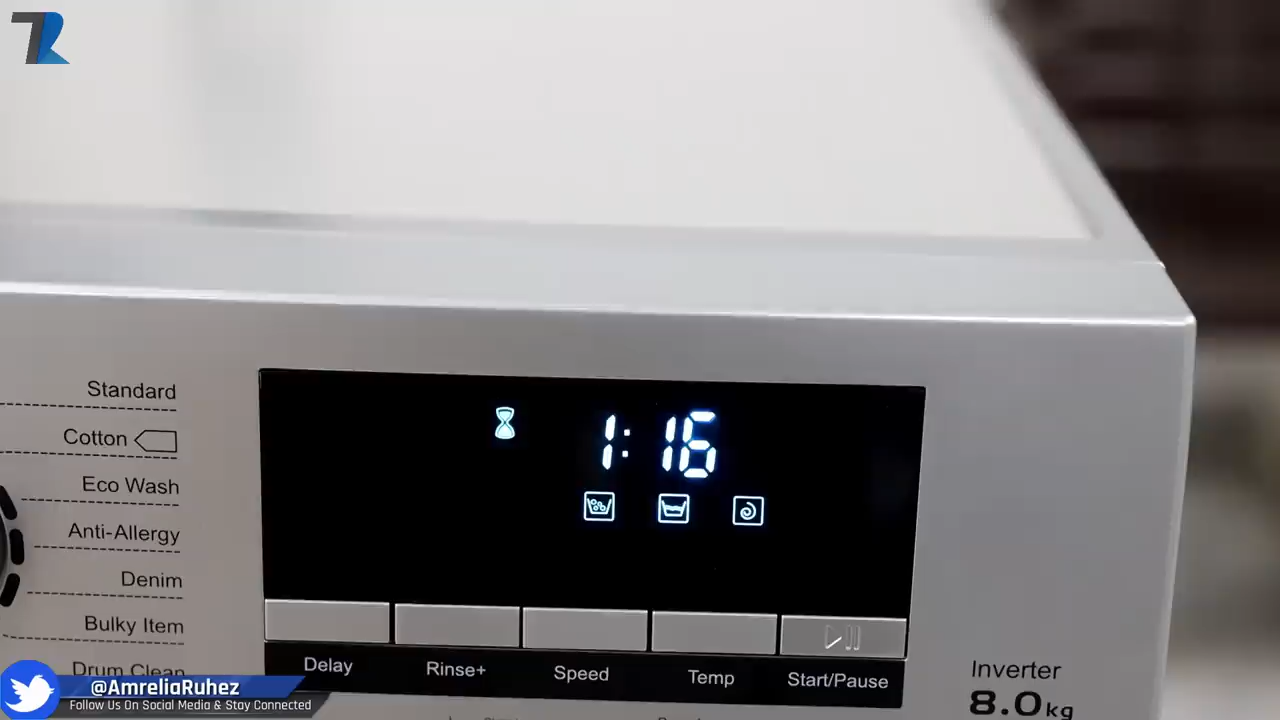 Standard
Cotton
Eco Wash
Anti-Allergy
Denim
Bulky Item
Drum Clean
1:16
Delay
Rinse+
Speed
Temp
Start/Pause
Inverter
8.0kg
@AmreliaRuhez
Follow Us On Social Media & Stay Connected